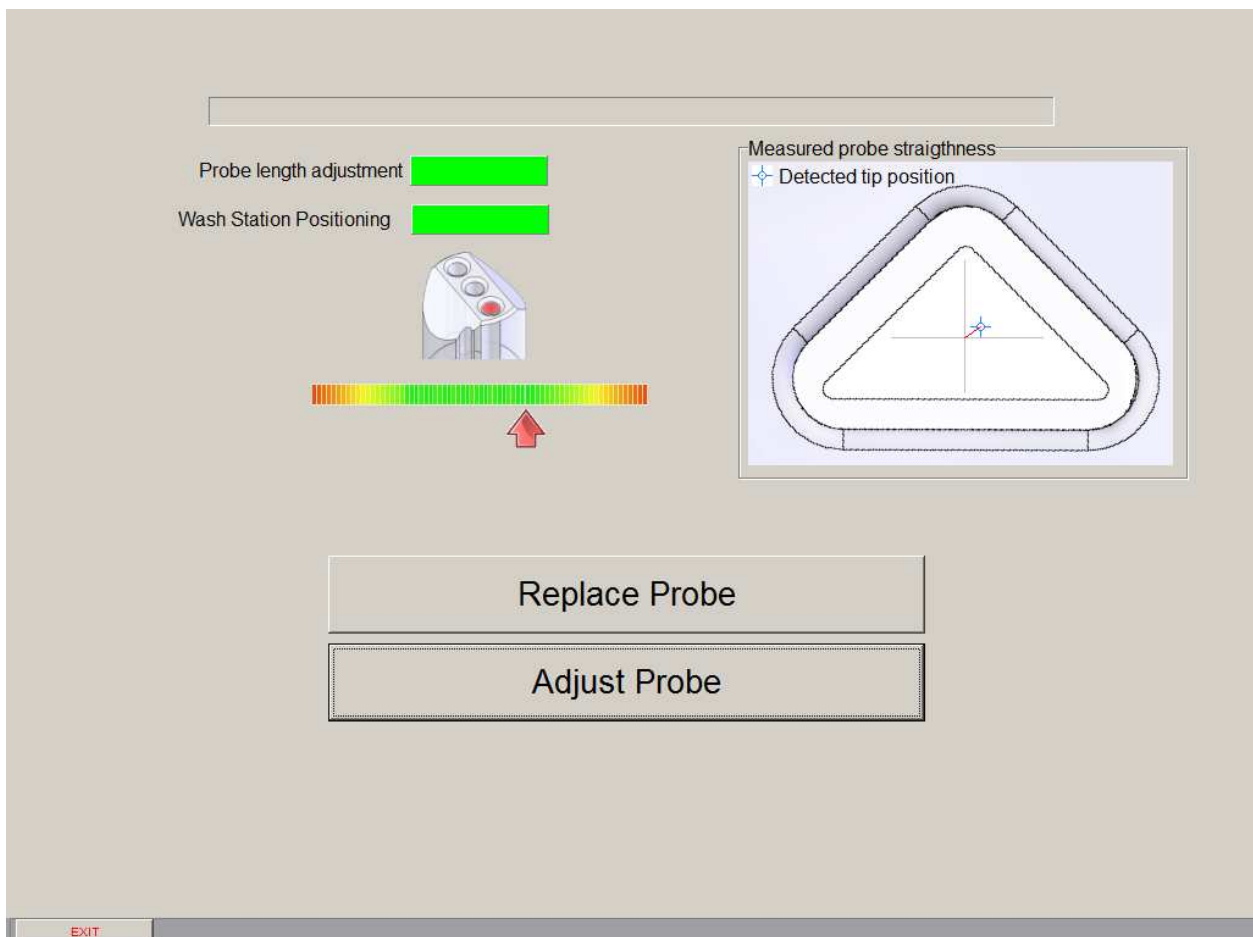 Probe length adjustment
Wash Station Positioning
Measured probe straigthness
Detected tip position
Replace Probe
Adjust Probe
EXIT